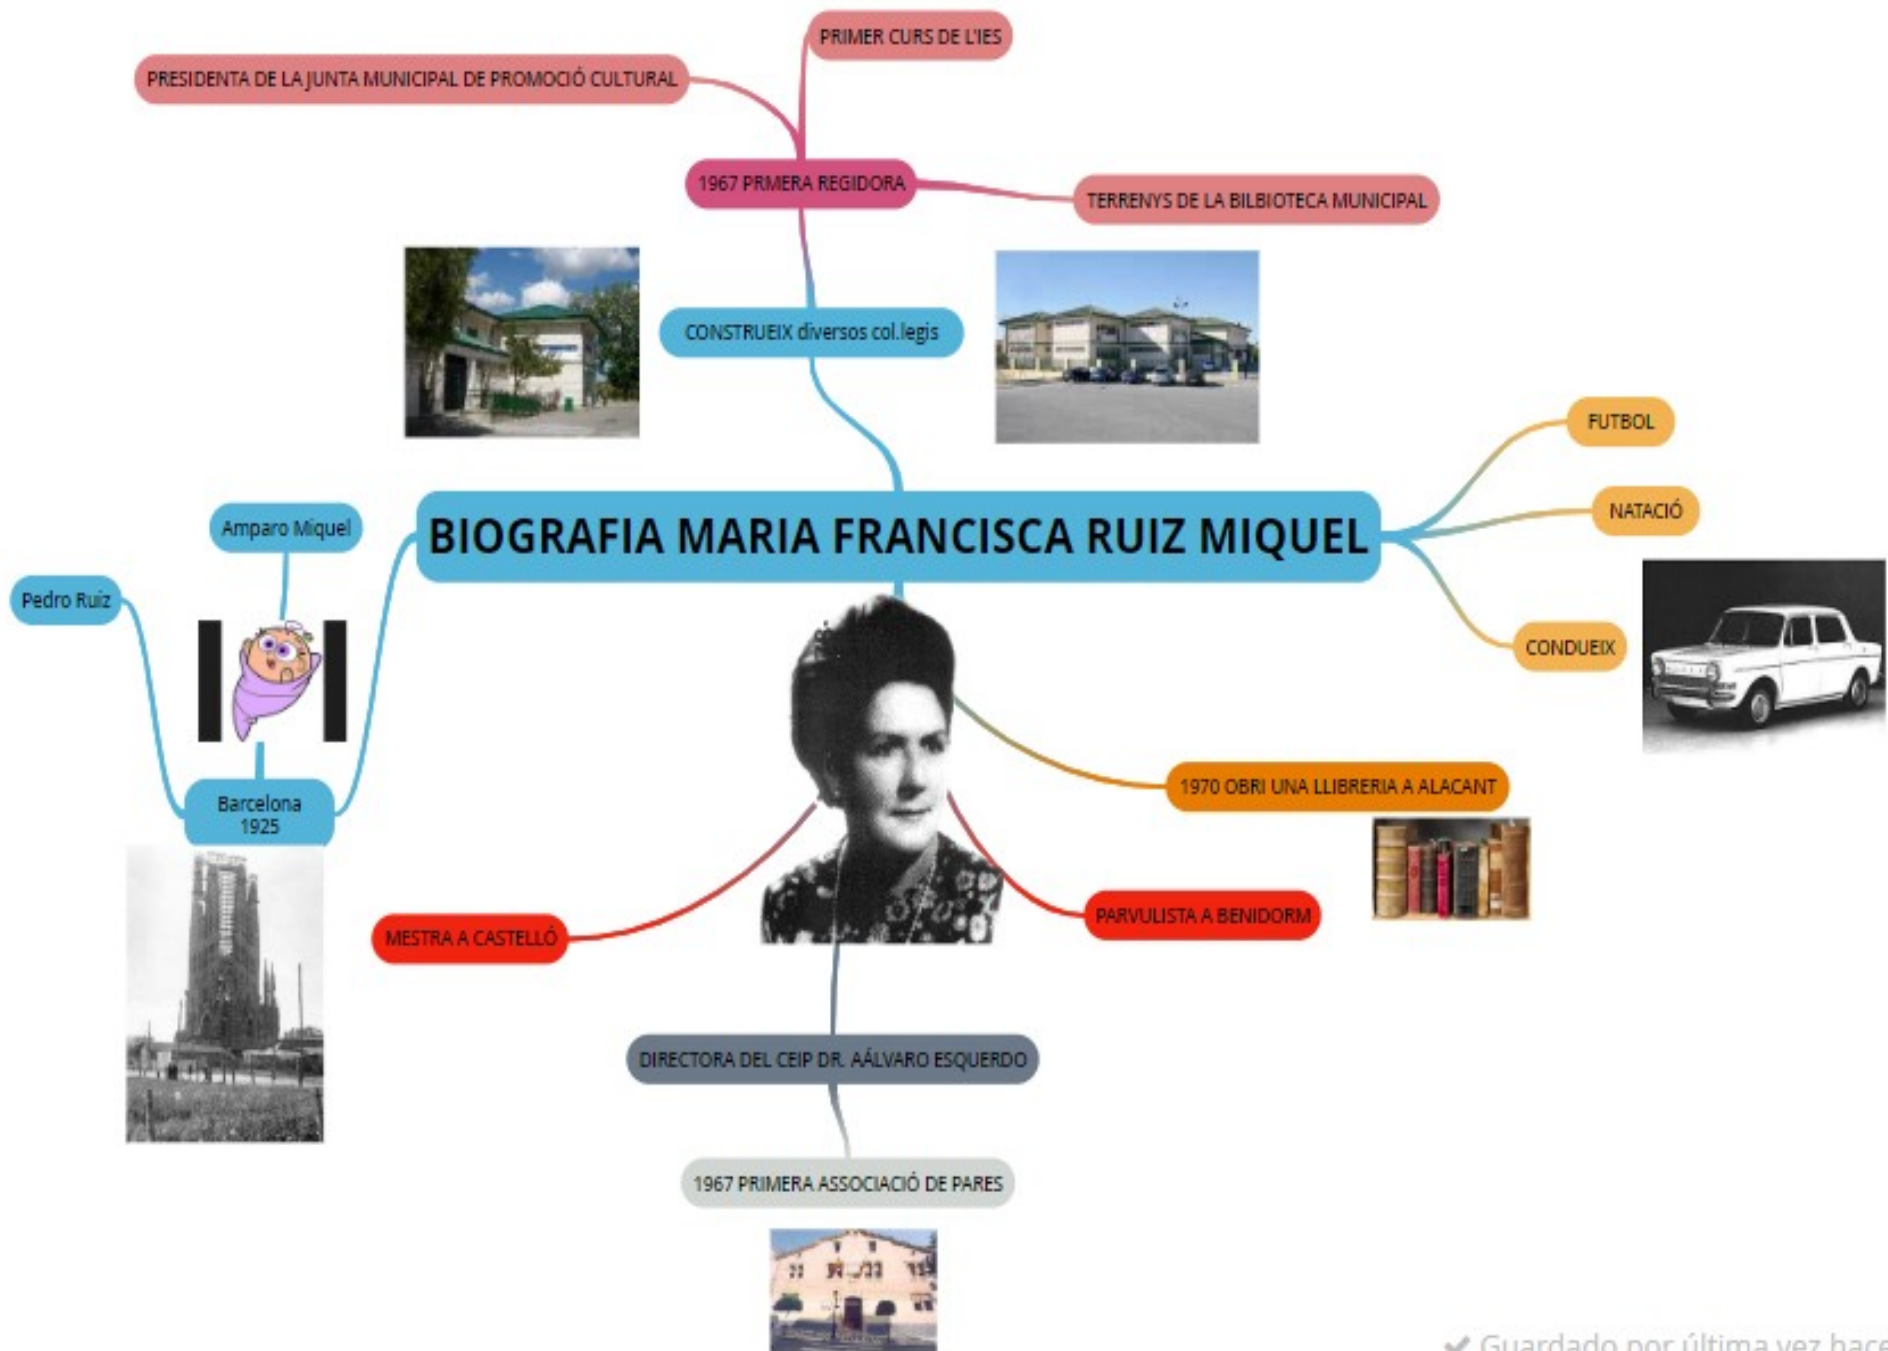 PRIMER CURS DE L'IES
PRESIDENTA DE LA JUNTA MUNICIPAL DE PROMOCIÓ CULTURAL
1967 PRMERA REGIDORA
TERRENYS DE LA BILBIOTECA MUNICIPAL
CONSTRUEIX diversos col.legis
FUTBOL
Amparo Miquel
NATACIÓ
BIOGRAFIA MARIA FRANCISCA RUIZ MIQUEL
Pedro Ruiz
CONDUEIX
1970 OBRI UNA LLIBRERIA A ALACANT
Barcelona
1925
PARVULISTA A BENIDORM
MESTRA A CASTELLÓ
DIRECTORA DEL CEIP DR. AÁLVARO ESQUERDO
1967 PRIMERA ASSOCIACIÓ DE PARES
Guardado por última vez hace